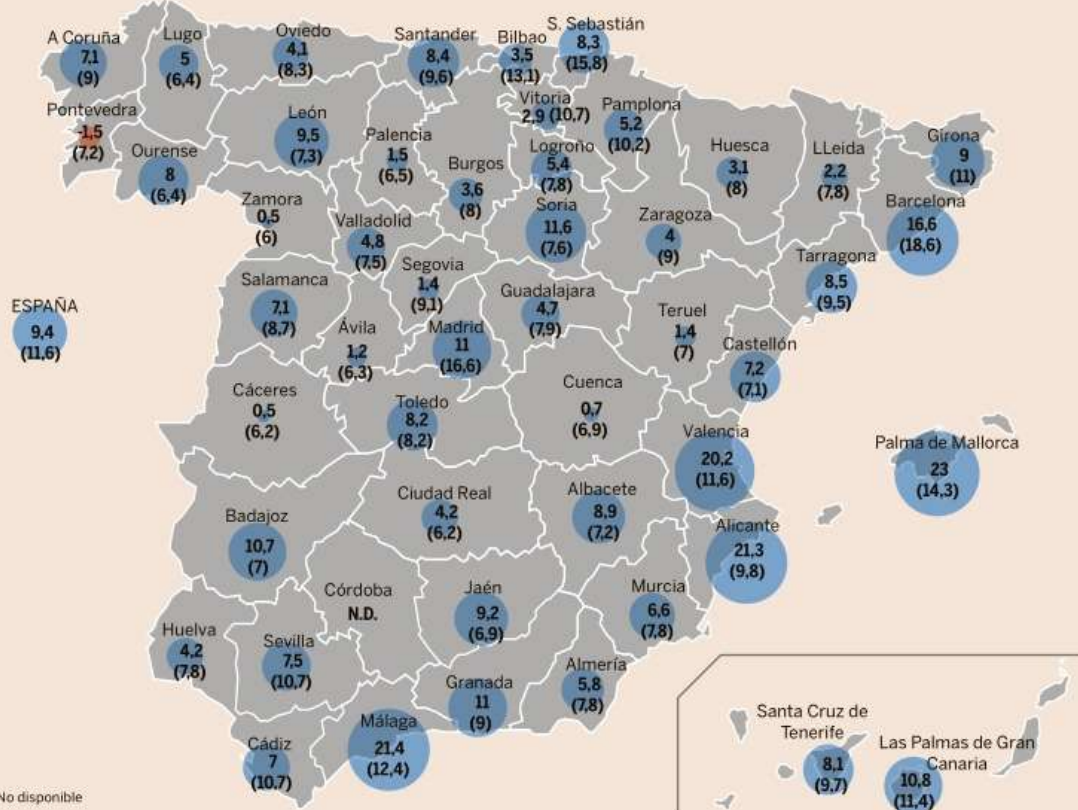 A Coruña
7,1
(9)
Lugo
5
(6,4)
Oviedo
4,1
(8,3)
Santander
8,4
(9,6)
Bilbao
3,5
(13,1)
S. Sebastián
8,3
(15,8)
Pontevedra
-1,5
(7,2)
Ourense
8
(6,4)
León
9,5
(7,3)
Palencia
1,5
(6,5)
Burgos
3,6
(8)
Vitoria
2,9 (10,7)
Logroño
5,4
(7,8)
Pamplona
5,2
(10,2)
Huesca
3,1
(8)
LLeida
2,2
(7,8)
Girona
9
(11)
Barcelona
16,6
(18,6)
Zamora
0,5
(6)
Valladolid
4,8
(7,5)
Soria
11,6
(7,6)
Zaragoza
4
(9)
Tarragona
8,5
(9,5)
ESPAÑA
9,4
(11,6)
Salamanca
7,1
(8,7)
Ávila
1,2
(6,3)
Segovia
1,4
(9,1)
Madrid
11
(16,6)
Guadalajara
4,7
(7,9)
Teruel
1,4
(7)
Castellón
7,2
(7,1)
Cáceres
0,5
(6,2)
Toledo
8,2
(8,2)
Cuenca
0,7
(6,9)
Valencia
20,2
(11,6)
Palma de Mallorca
23
(14,3)
Badajoz
10,7
(7)
Ciudad Real
4,2
(6,2)
Albacete
8,9
(7,2)
Alicante
21,3
(9,8)
Córdoba
N.D.
Jaén
9,2
(6,9)
Murcia
6,6
(7,8)
Huelva
4,2
(7,8)
Sevilla
7,5
(10,7)
Granada
11
(9)
Almería
5,8
(7,8)
Cádiz
7
(10,7)
Málaga
21,4
(12,4)
Santa Cruz de
Tenerife
8,1
(9,7)
Las Palmas de Gran
Canaria
10,8
(11,4)
No disponible